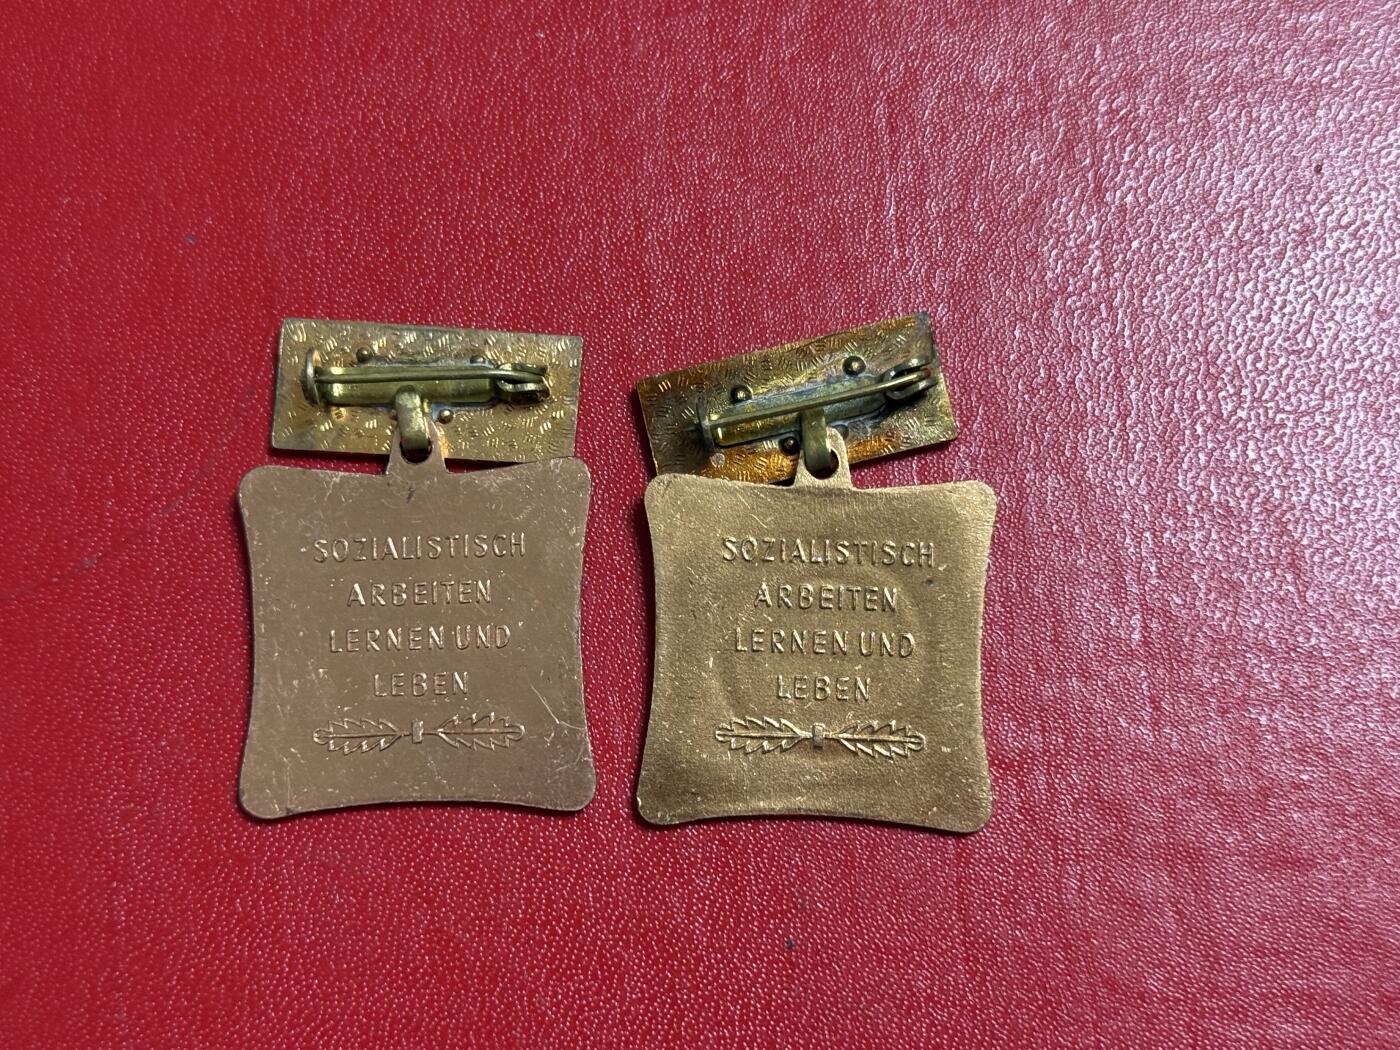 SOZIALISTISCH
ARBEITEN
LERNEN UND
LEBEN
SOZIALISTISCH
ARBEITEN
LERNEN UND
LEBEN